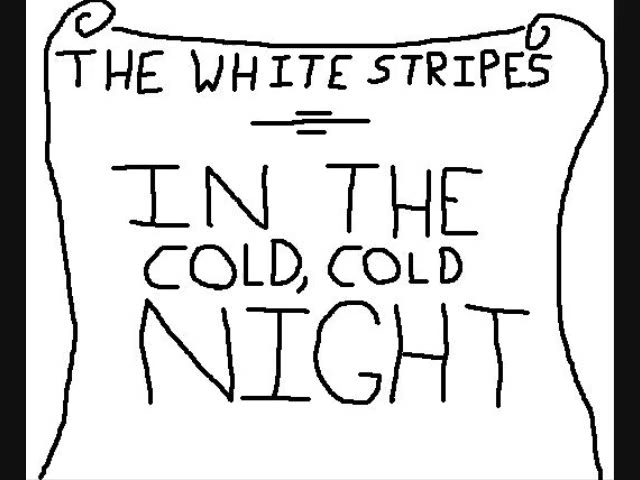 THE WHITE STRIPES
IN THE
COLD, COLD
NIGHT